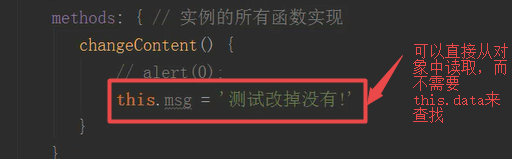 methods: { // 实例的所有函数实现
changeContent() {
// alert(0);
this.msg = '测试改掉没有!'
}
}
可以直接从对
象中读取，而
不需要
this.data来
查找